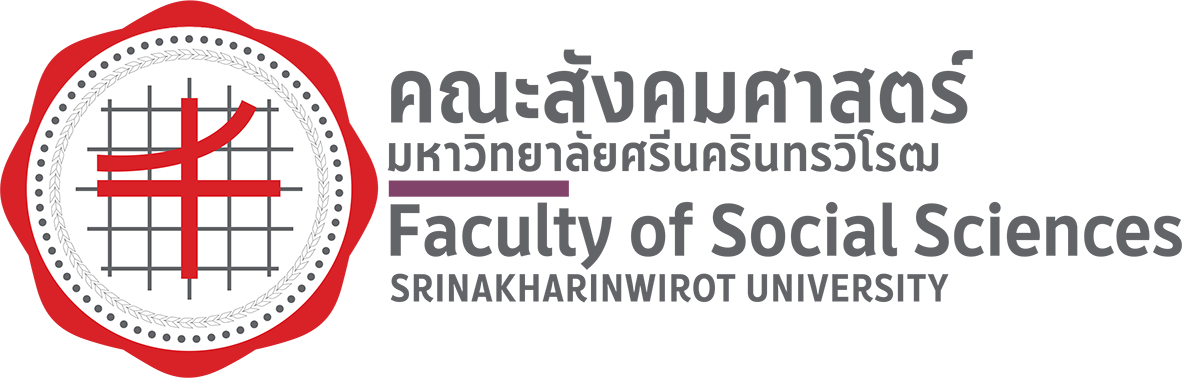 คณะสังคมศาสตร์
มหาวิทยาลัยศรีนครินทรวิโรฒ
Faculty of Social Sciences
SRINAKHARINWIROT UNIVERSITY